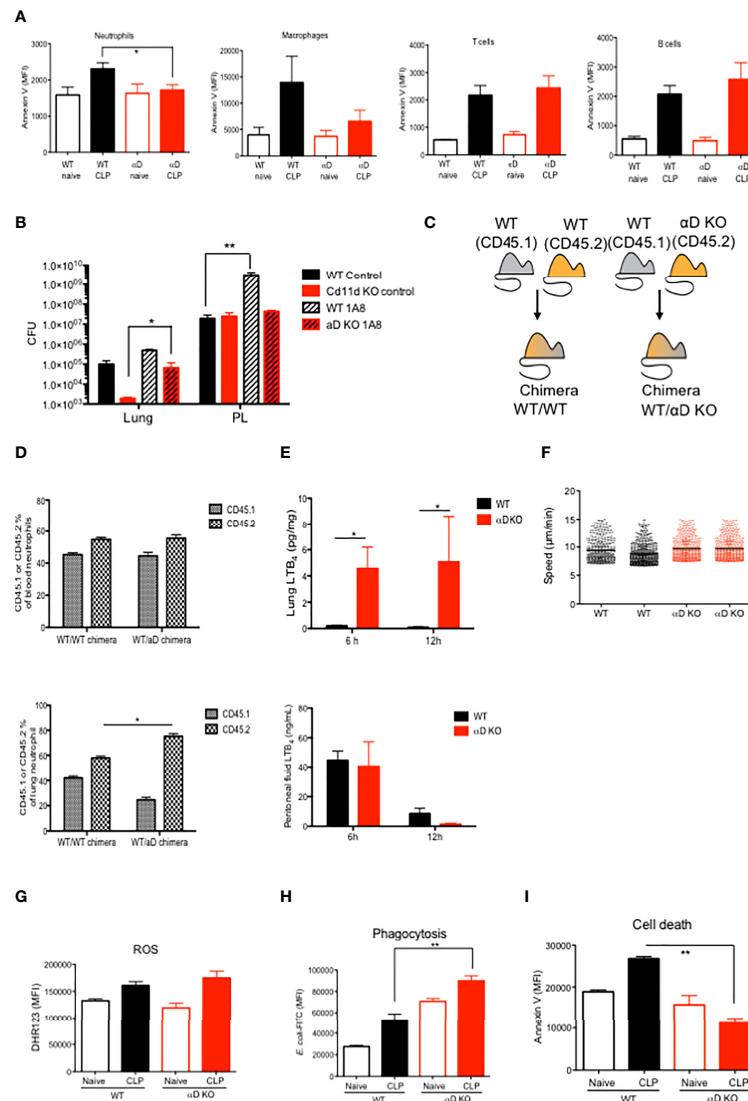 A
Neutrophils
*
Annexin V (MFI)
3000
2000
1000
0
WT naive
WT CLP
αD naive
αD CLP
Macrophages
Annexin V (MFI)
20000
15000
10000
5000
0
WT naive
WT CLP
αD naive
αD CLP
T cells
Annexin V (MFI)
4000
3000
2000
1000
0
WT naive
WT CLP
αD naive
αD CLP
B cells
Annexin V (MFI)
4000
2000
0
WT naive
WT CLP
αD naive
αD CLP
B
CFU
1.0×10^10
1.0×10^09
1.0×10^08
1.0×10^07
1.0×10^06
1.0×10^05
1.0×10^04
1.0×10^03
*
**
Lung
PL
WT Control
Cd11d KO control
WT 1A8
aD KO 1A8
C
WT (CD45.1)
WT (CD45.2)
WT (CD45.1)
αD KO (CD45.2)
Chimera WT/WT
Chimera WT/αD KO
D
CD45.1 or CD45.2 % of blood neutrophils
80
60
40
20
0
WT/WT chimera
WT/aD chimera
CD45.1
CD45.2
CD45.1 or CD45.2 % of lung neutrophil
100
80
60
40
20
0
*
WT/WT chimera
WT/aD chimera
CD45.1
CD45.2
E
Lung LTB4 (pg/mg)
10
8
6
4
2
0
*
*
6 h
12h
WT
αDKO
Peritoneal fluid LTB4 (ng/mL)
80
60
40
20
0
6h
12h
WT
αD KO
F
Speed (µm/min)
20
15
10
5
0
WT
WT
αD KO
αD KO
G
ROS
DHR123 (MFI)
200000
150000
100000
50000
0
Naive
CLP
Naive
CLP
WT
αD KO
H
Phagocytosis
**
E. coli-FITC (MFI)
100000
80000
60000
40000
20000
0
Naive
CLP
Naive
CLP
WT
αD KO
I
Cell death
**
Annexin V (MFI)
30000
20000
10000
0
Naive
CLP
Naive
CLP
WT
αD KO